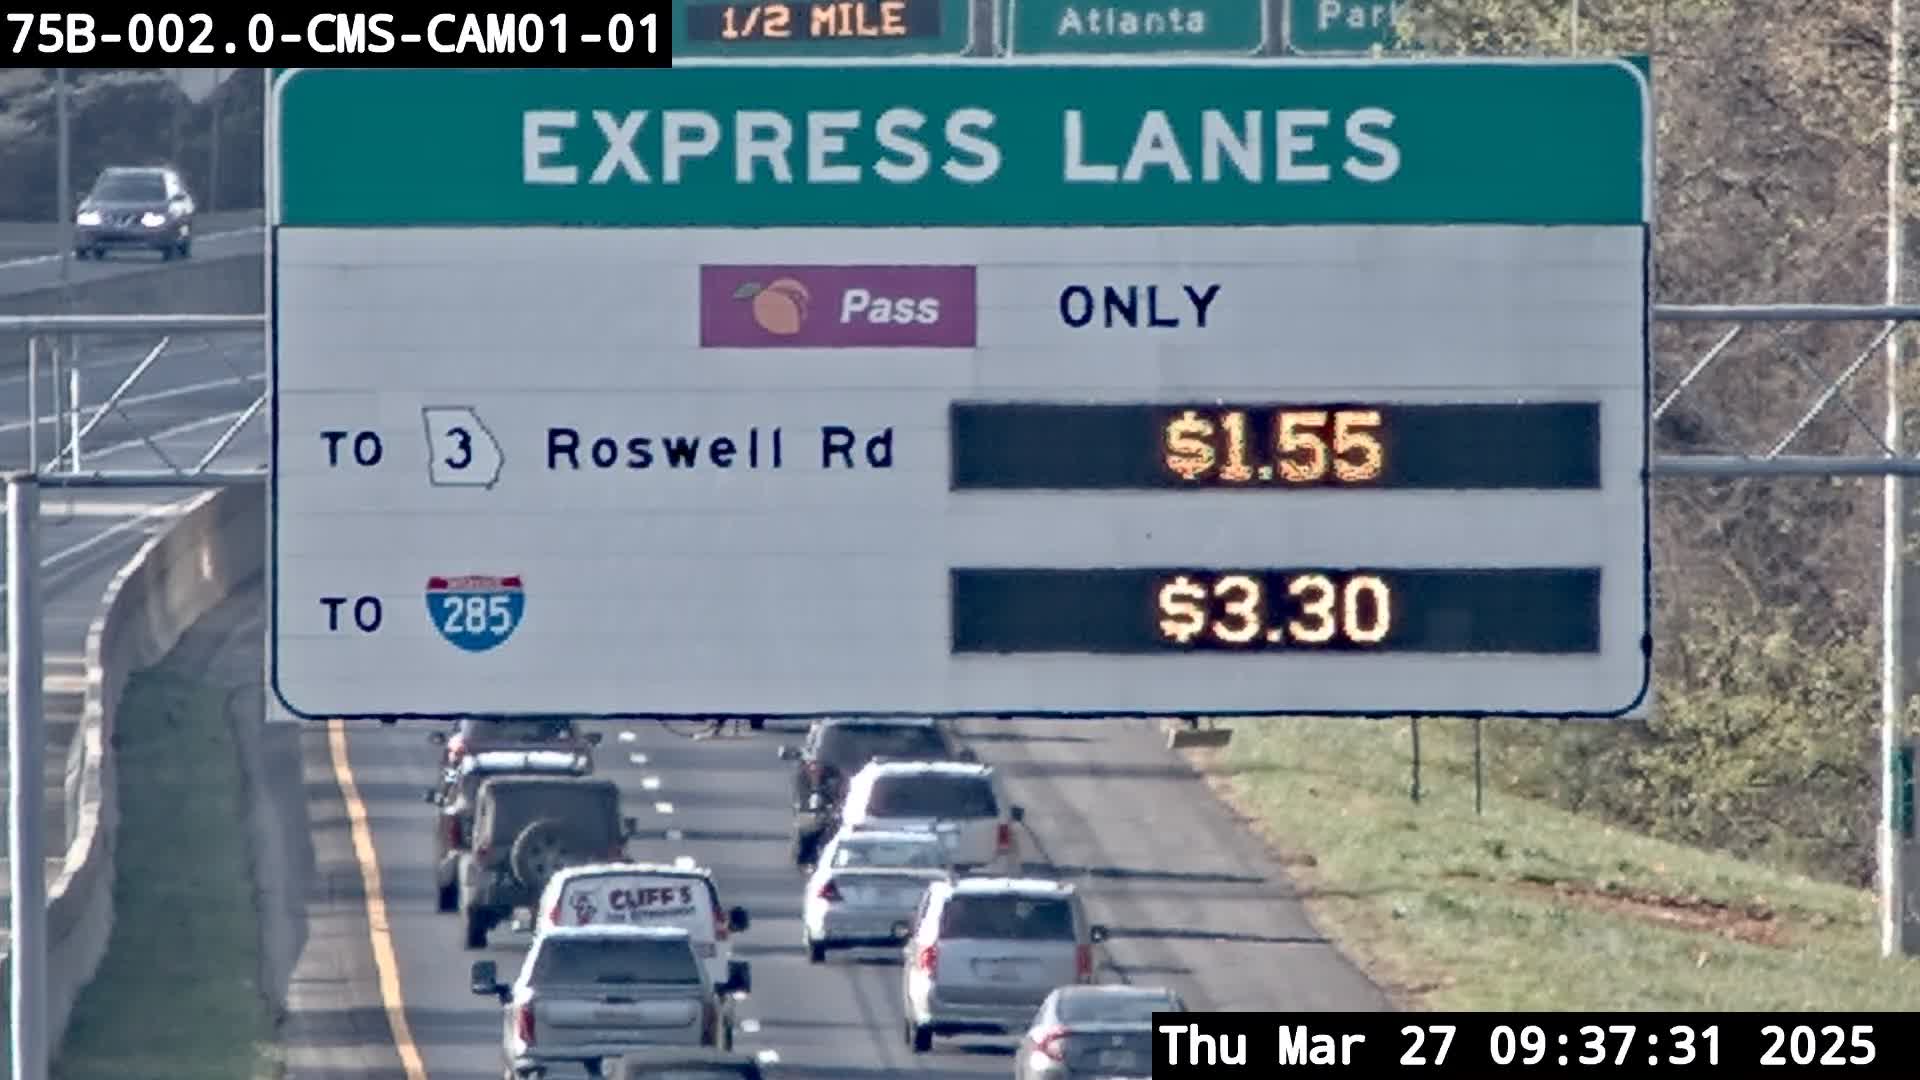 75B-002.0-CMS-CAM01-01
1/2 MILE
Atlanta
EXPRESS LANES
Pass ONLY
TO 3 Roswell Rd $1.55
TO 285 $3.30
CLIFF'S
Thu Mar 27 09:37:31 2025